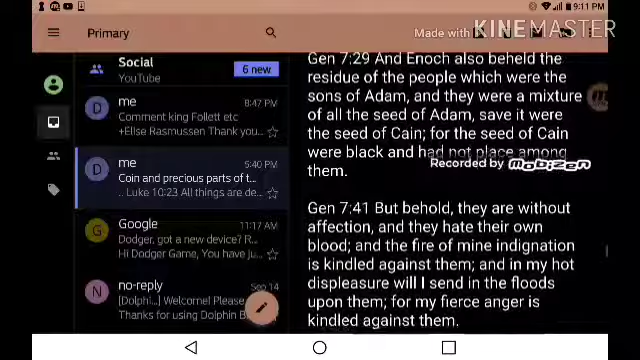 9:11 PM
Primary
Made with
KINEMASTER
Social
YouTube
6 new
D
me
8:47 PM
Comment king Follett etc
+Elise Rasmussen Thank you...
D
me
5:40 PM
Coin and precious parts of t...
.. Luke 10:23 All things are de...
G
Google
11:17 AM
Dodger, got a new device? R...
Hi Dodger Game, You have ju...
N
no-reply
Sep 14
[Dolphi...] Welcome! Please
Thanks for using Dolphin B...
Gen 7:29 And Enoch also beheld the
residue of the people which were the
sons of Adam, and they were a mixture
of all the seed of Adam, save it were
the seed of Cain; for the seed of Cain
were black and had not place among
them.
Recorded by mobizen
Gen 7:41 But behold, they are without
affection, and they hate their own
blood; and the fire of mine indignation
is kindled against them; and in my hot
displeasure will I send in the floods
upon them; for my fierce anger is
kindled against them.